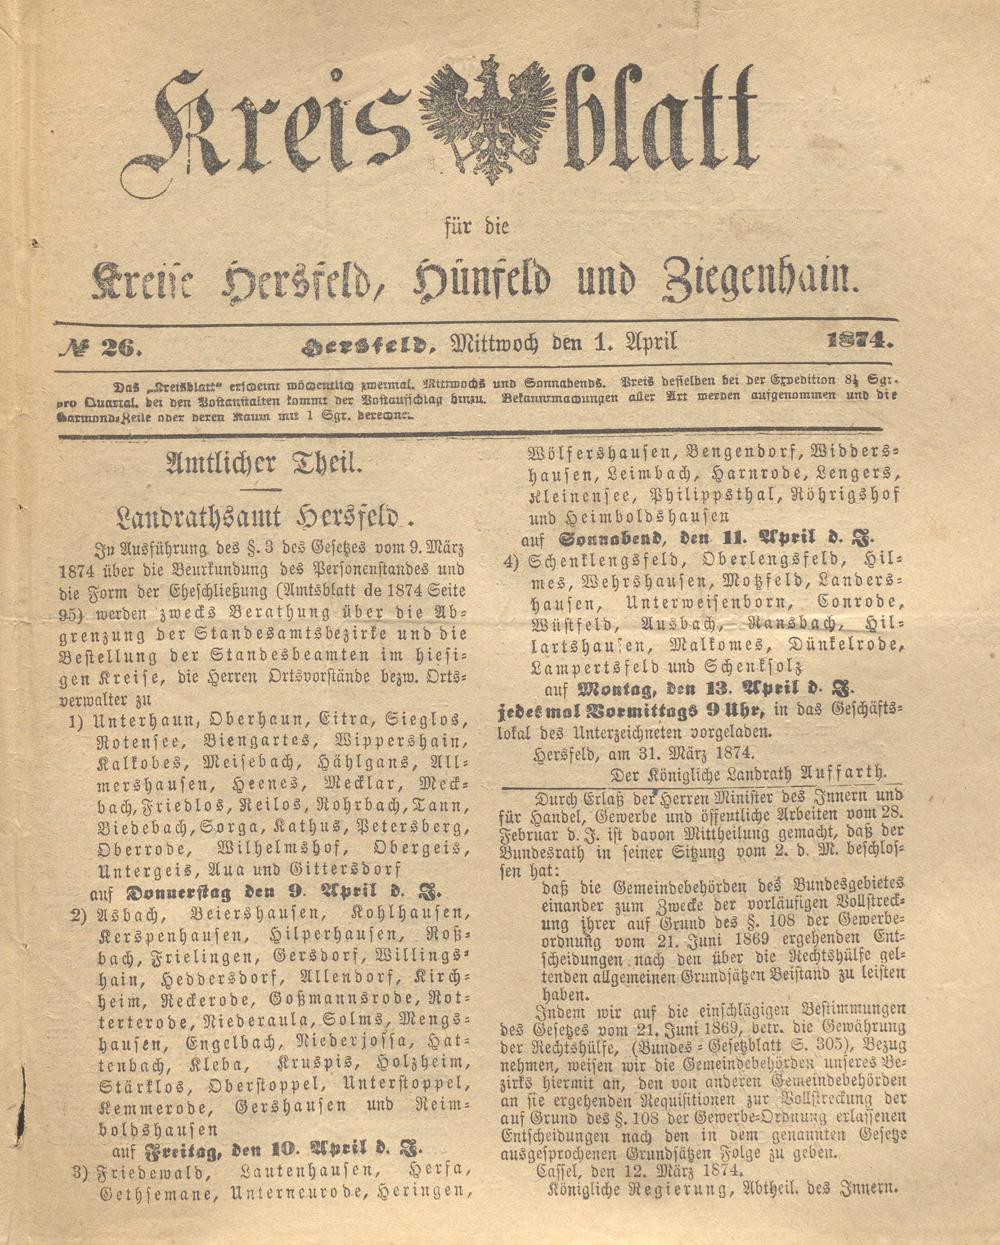 Kreisblatt
für die
Kreise Hersfeld, Hünfeld und Ziegenhain.
№ 26. Hersfeld, Mittwoch den 1. April 1874.
Das „Kreisblatt“ erscheint wöchentlich zweimal, Mittwochs und Sonnabends. Preis desselben bei der Expedition 8½ Sgr.
pro Quartal, bei den Postanstalten kommt der Postaufschlag hinzu. Bekanntmachungen aller Art werden aufgenommen und die
Garmond-Zeile oder deren Raum mit 1 Sgr. berechnet.
Amtlicher Theil.
Landrathsamt Hersfeld.
In Ausführung des §. 3 des Gesetzes vom 9. März
1874 über die Beurkundung des Personenstandes und
die Form der Eheschließung (Amtsblatt de 1874 Seite
95) werden zwecks Berathung über die Ab-
grenzung der Standesamtsbezirke und die
Bestellung der Standesbeamten im hiesi-
gen Kreise, die Herren Ortsvorstände bezw. Orts-
verwalter zu
1) Unterhaun, Oberhaun, Eitra, Sieglos,
Rotensee, Biengartes, Wippershain,
Kalkobes, Meisebach, Hählgans, All-
mershausen, Heenes, Mecklar, Meck-
bach, Friedlos, Reilos, Rohrbach, Tann,
Biedebach, Sorga, Kathus, Petersberg,
Oberrode, Wilhelmshof, Obergeis,
Untergeis, Aua und Gittersdorf
auf Donnerstag den 9. April d. J.
2) Asbach, Beiershausen, Kohlhausen,
Kerspenhausen, Hilperhausen, Roß-
bach, Frielingen, Gersdorf, Willings-
hain, Heddersdorf, Allendorf, Kirch-
heim, Reckerode, Goßmannsrode, Rot-
terterode, Niederaula, Solms, Mengs-
hausen, Engelbach, Niederjossa, Hat-
tenbach, Kleba, Kruspis, Holzheim,
Stärklos, Oberstoppel, Unterstoppel,
Kemmerode, Gershausen und Reim-
boldshausen
auf Freitag, den 10. April d. J.
3) Friedewald, Lautenhausen, Herfa,
Gethsemane, Unterneurode, Heringen,
Wölfershausen, Bengendorf, Widders-
hausen, Leimbach, Harnrode, Lengers,
Kleinensee, Philippsthal, Röhrigshof
und Heimboldshausen
auf Sonnabend, den 11. April d. J.
4) Schenklengsfeld, Oberlengsfeld, Hil-
mes, Wehrshausen, Motzfeld, Landers-
hausen, Unterweisenborn, Conrode,
Wüstfeld, Ausbach, Ransbach, Hil-
lartshausen, Malkomes, Dünkelrode,
Lampertsfeld und Schenksolz
auf Montag, den 13. April d. J.
jedesmal Vormittags 9 Uhr, in das Geschäfts-
lokal des Unterzeichneten vorgeladen.
Hersfeld, am 31. März 1874.
Der Königliche Landrath Auffarth.
Durch Erlaß der Herren Minister des Innern und
für Handel, Gewerbe und öffentliche Arbeiten vom 28.
Februar d. J. ist davon Mittheilung gemacht, daß der
Bundesrath in seiner Sitzung vom 2. d. M. beschlos-
sen hat:
daß die Gemeindebehörden des Bundesgebietes
einander zum Zwecke der vorläufigen Vollstreck-
ung ihrer auf Grund des §. 108 der Gewerbe-
ordnung vom 21. Juni 1869 ergehenden Ent-
scheidungen nach den über die Rechtshülfe gel-
tenden allgemeinen Grundsätzen Beistand zu leisten
haben.
Indem wir auf die einschlägigen Bestimmungen
des Gesetzes vom 21. Juni 1869, betr. die Gewährung
der Rechtshülfe, (Bundes-Gesetzblatt S. 305), Bezug
nehmen, weisen wir die Gemeindebehörden unseres Be-
zirks hiermit an, den von anderen Gemeindebehörden
an sie ergehenden Requisitionen zur Vollstreckung der
auf Grund des §. 108 der Gewerbe-Ordnung erlassenen
Entscheidungen nach den in dem genannten Gesetze
ausgesprochenen Grundsätzen Folge zu geben.
Cassel, den 12. März 1874.
Königliche Regierung, Abtheil. des Innern.